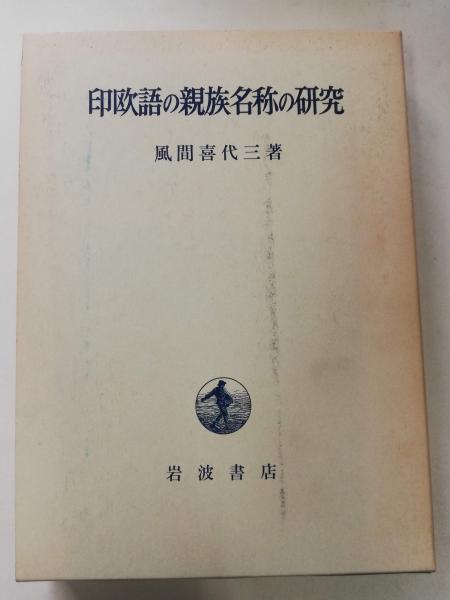 印欧語の親族名称の研究
風間喜代三著
岩波書店